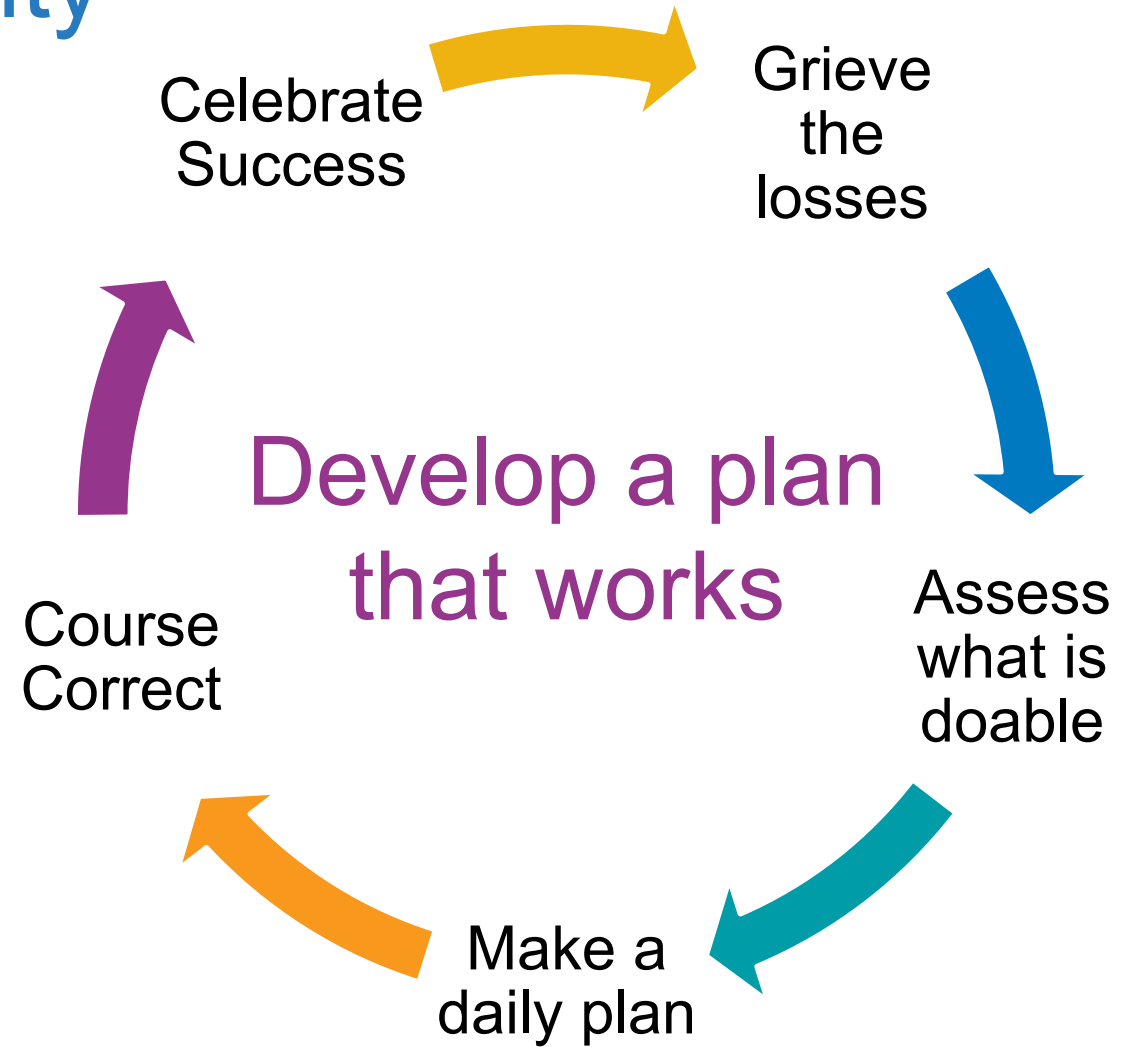 Celebrate
Success
Grieve
the
losses
Develop a plan
that works
Assess
what is
doable
Make a
daily plan
Course
Correct